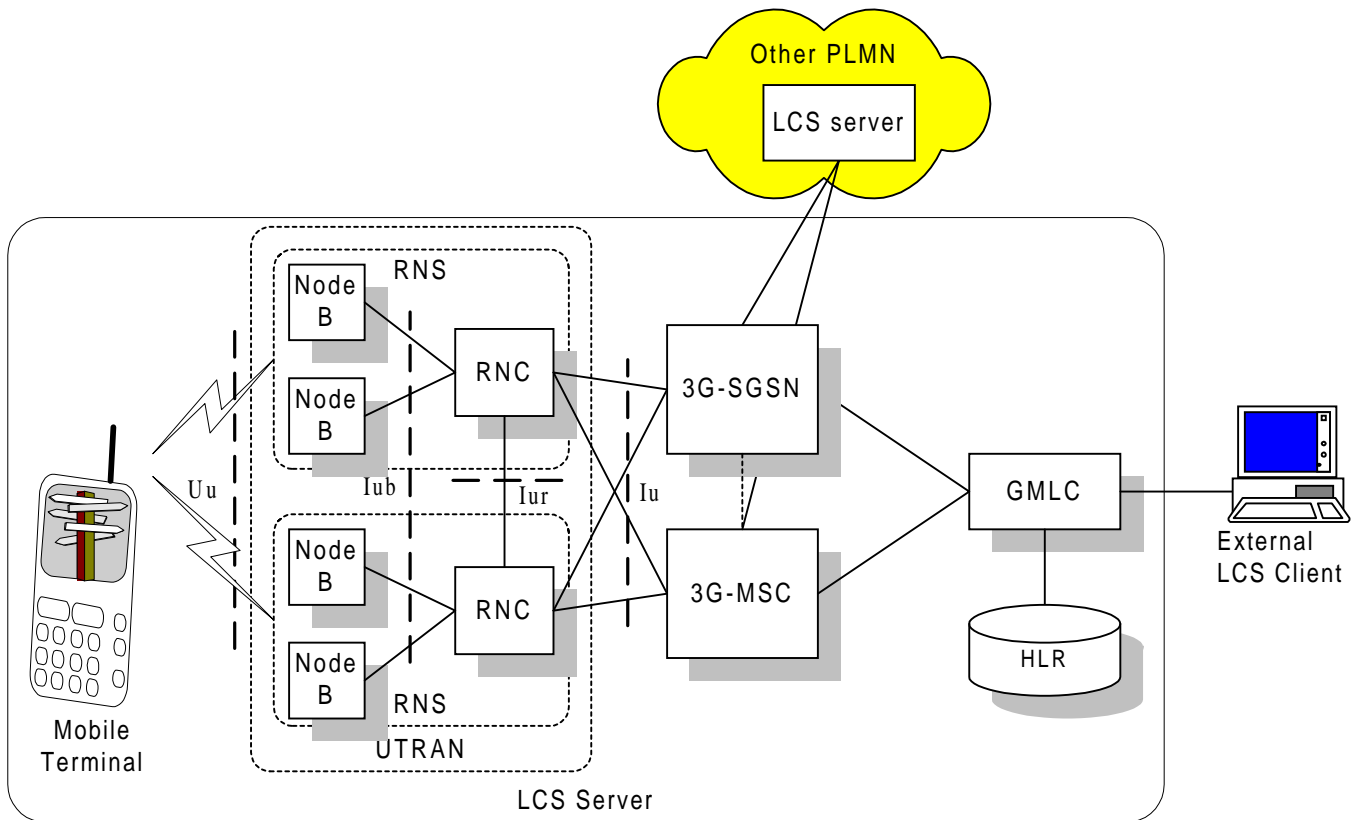 Other PLMN
LCS server
RNS
Node
B
Node
B
RNC
3G-SGSN
Uu
Iub
Iur
Iu
GMLC
External
LCS Client
Node
B
Node
B
RNC
3G-MSC
HLR
RNS
UTRAN
Mobile
Terminal
LCS Server